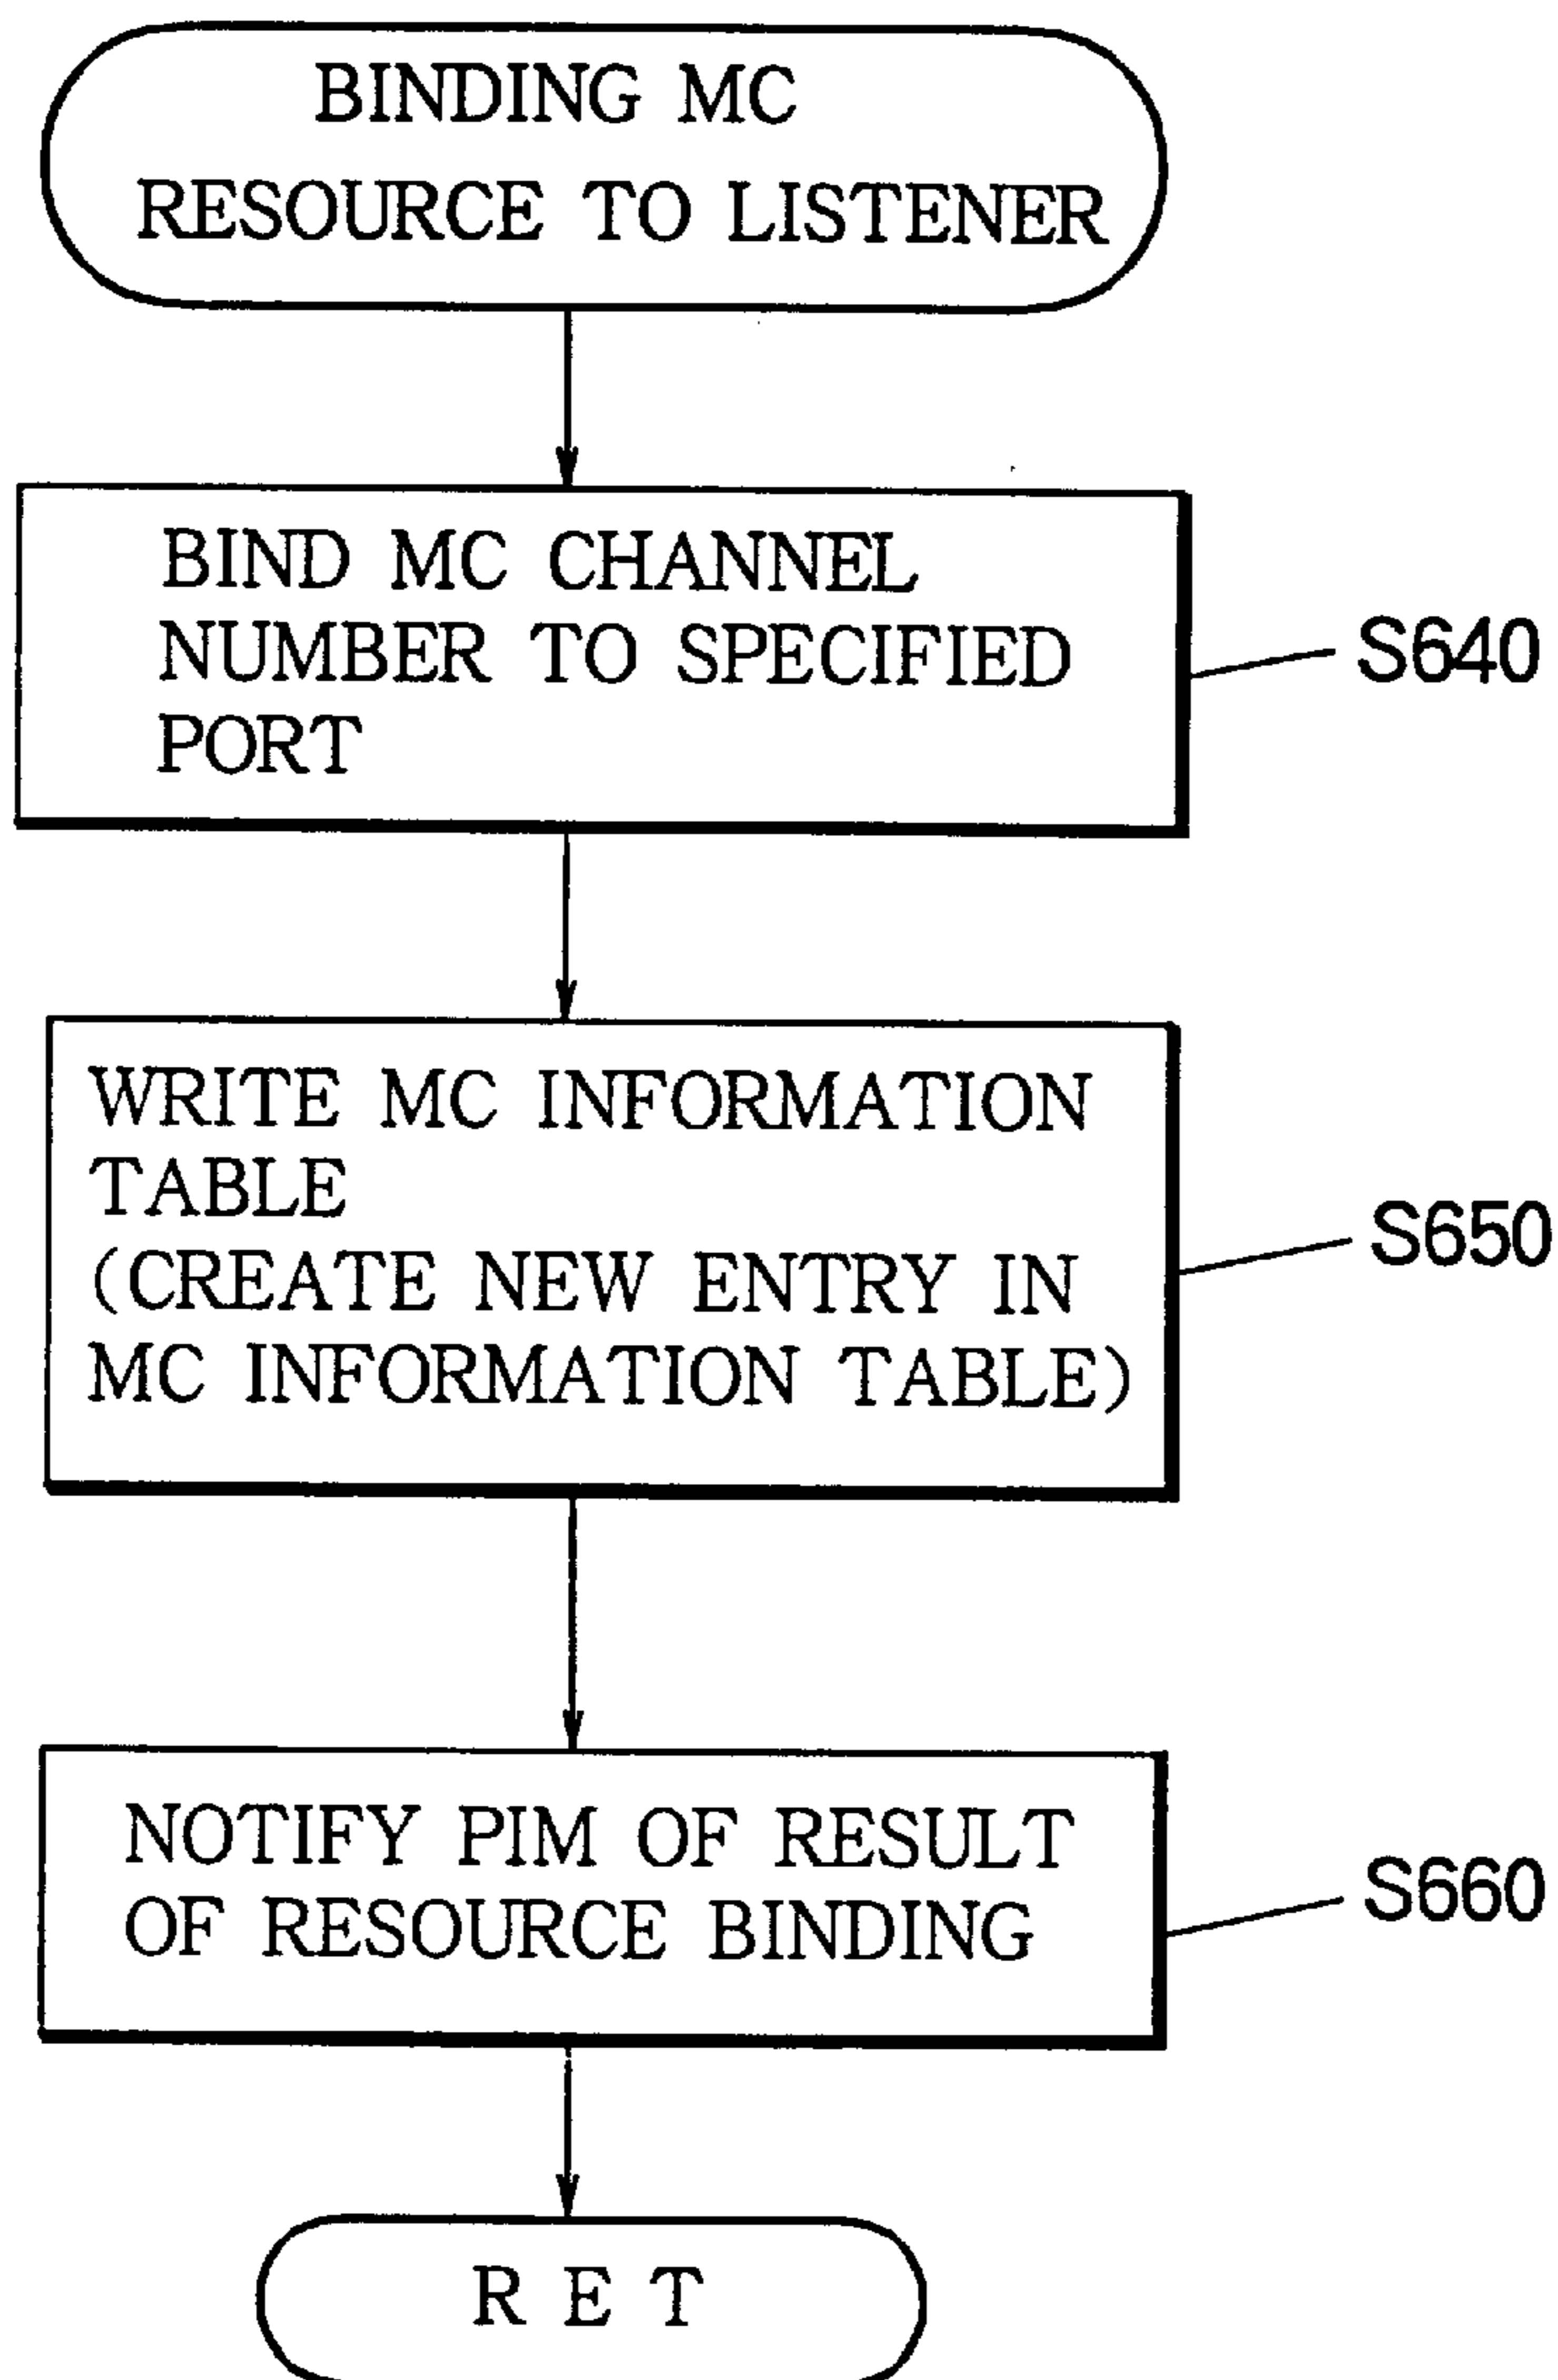 BINDING MC
RESOURCE TO LISTENER
BIND MC CHANNEL
NUMBER TO SPECIFIED
PORT
S640
WRITE MC INFORMATION
TABLE
(CREATE NEW ENTRY IN
MC INFORMATION TABLE)
S650
NOTIFY PIM OF RESULT
OF RESOURCE BINDING
S660
R E T